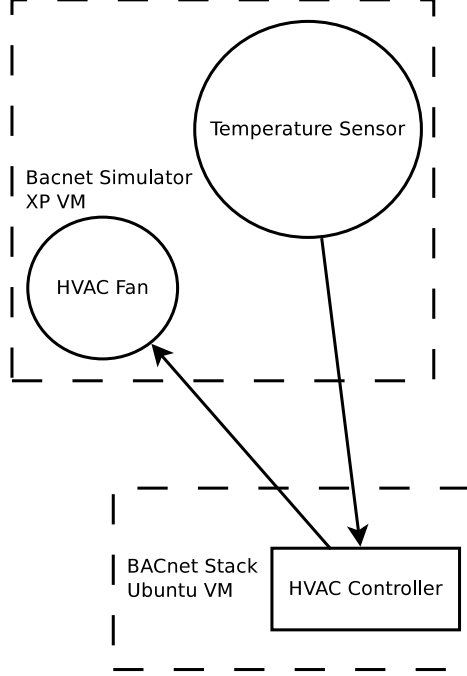 Temperature Sensor
Bacnet Simulator
XP VM
HVAC Fan
BACnet Stack
Ubuntu VM
HVAC Controller